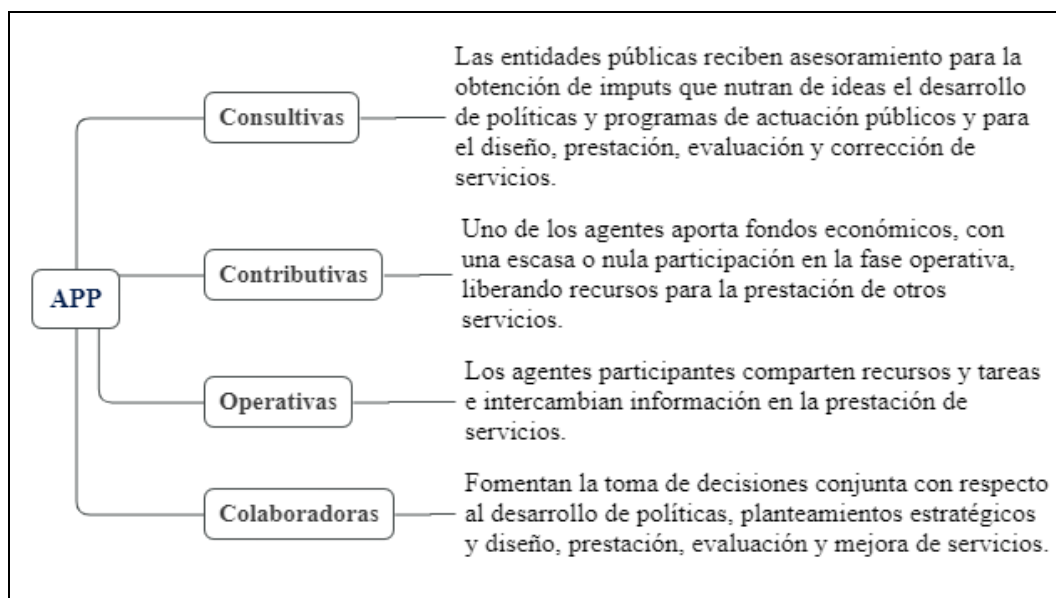 Las entidades públicas reciben asesoramiento para la
obtención de imputs que nutran de ideas el desarrollo
de políticas y programas de actuación públicos y para
el diseño, prestación, evaluación y corrección de
servicios.
Consultivas
Uno de los agentes aporta fondos económicos, con
una escasa o nula participación en la fase operativa,
liberando recursos para la prestación de otros
servicios.
Contributivas
APP
Los agentes participantes comparten recursos y tareas
e intercambian información en la prestación de
servicios.
Operativas
Fomentan la toma de decisiones conjunta con respecto
al desarrollo de políticas, planteamientos estratégicos
y diseño, prestación, evaluación y mejora de servicios.
Colaboradoras